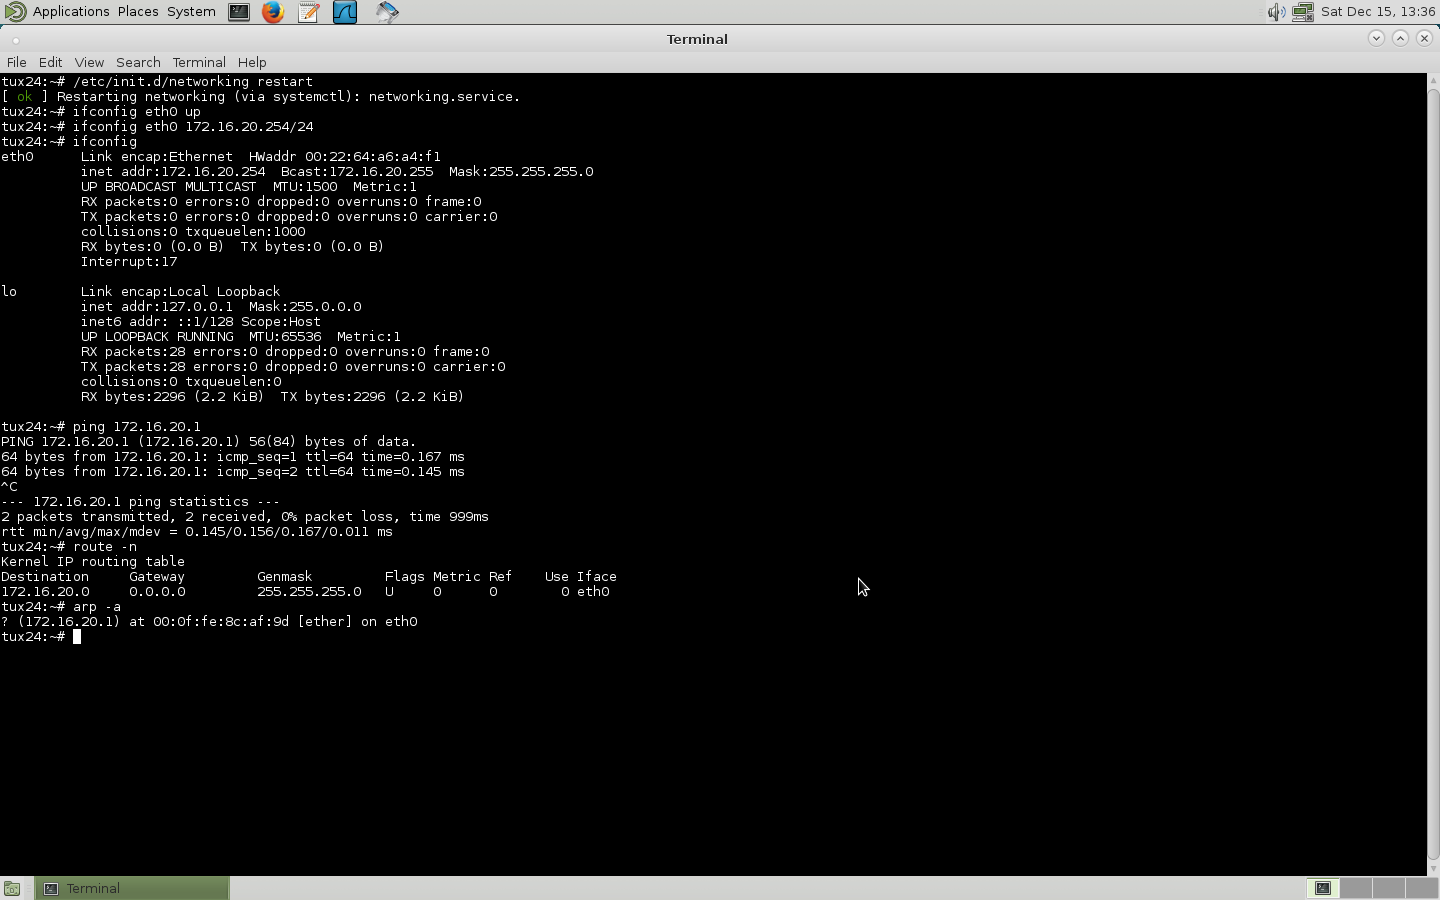 Applications Places System Sat Dec 15, 13:36
Terminal
File Edit View Search Terminal Help
tux24:~# /etc/init.d/networking restart
[ ok ] Restarting networking (via systemctl): networking.service.
tux24:~# ifconfig eth0 up
tux24:~# ifconfig eth0 172.16.20.254/24
tux24:~# ifconfig
eth0      Link encap:Ethernet  HWaddr 00:22:64:a6:a4:f1
          inet addr:172.16.20.254  Bcast:172.16.20.255  Mask:255.255.255.0
          UP BROADCAST MULTICAST  MTU:1500  Metric:1
          RX packets:0 errors:0 dropped:0 overruns:0 frame:0
          TX packets:0 errors:0 dropped:0 overruns:0 carrier:0
          collisions:0 txqueuelen:1000
          RX bytes:0 (0.0 B)  TX bytes:0 (0.0 B)
          Interrupt:17

lo        Link encap:Local Loopback
          inet addr:127.0.0.1  Mask:255.0.0.0
          inet6 addr: ::1/128 Scope:Host
          UP LOOPBACK RUNNING  MTU:65536  Metric:1
          RX packets:28 errors:0 dropped:0 overruns:0 frame:0
          TX packets:28 errors:0 dropped:0 overruns:0 carrier:0
          collisions:0 txqueuelen:0
          RX bytes:2296 (2.2 KiB)  TX bytes:2296 (2.2 KiB)

tux24:~# ping 172.16.20.1
PING 172.16.20.1 (172.16.20.1) 56(84) bytes of data.
64 bytes from 172.16.20.1: icmp_seq=1 ttl=64 time=0.167 ms
64 bytes from 172.16.20.1: icmp_seq=2 ttl=64 time=0.145 ms
^C
--- 172.16.20.1 ping statistics ---
2 packets transmitted, 2 received, 0% packet loss, time 999ms
rtt min/avg/max/mdev = 0.145/0.156/0.167/0.011 ms
tux24:~# route -n
Kernel IP routing table
Destination     Gateway         Genmask         Flags Metric Ref    Use Iface
172.16.20.0     0.0.0.0         255.255.255.0   U     0      0        0 eth0
tux24:~# arp -a
? (172.16.20.1) at 00:0f:fe:8c:af:9d [ether] on eth0
tux24:~#
Terminal